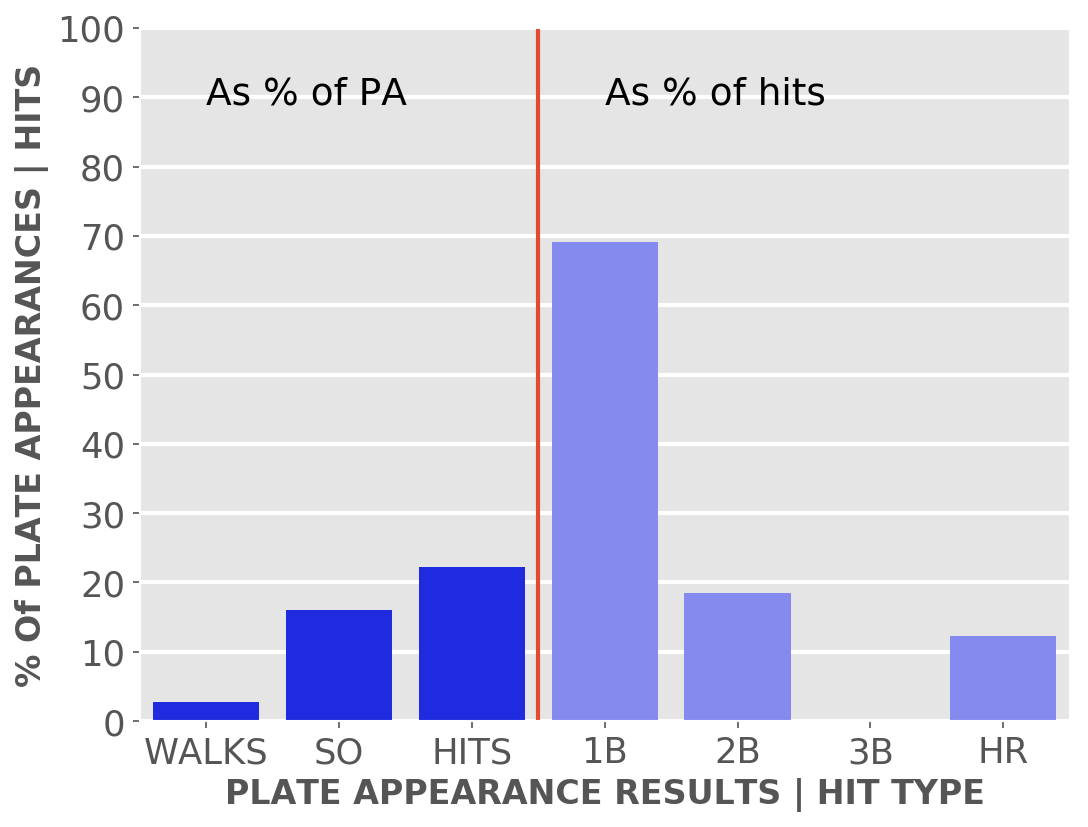 % Of PLATE APPEARANCES | HITS
100
90
80
70
60
50
40
30
20
10
0
As % of PA
As % of hits
WALKS SO HITS 1B 2B 3B HR
PLATE APPEARANCE RESULTS | HIT TYPE